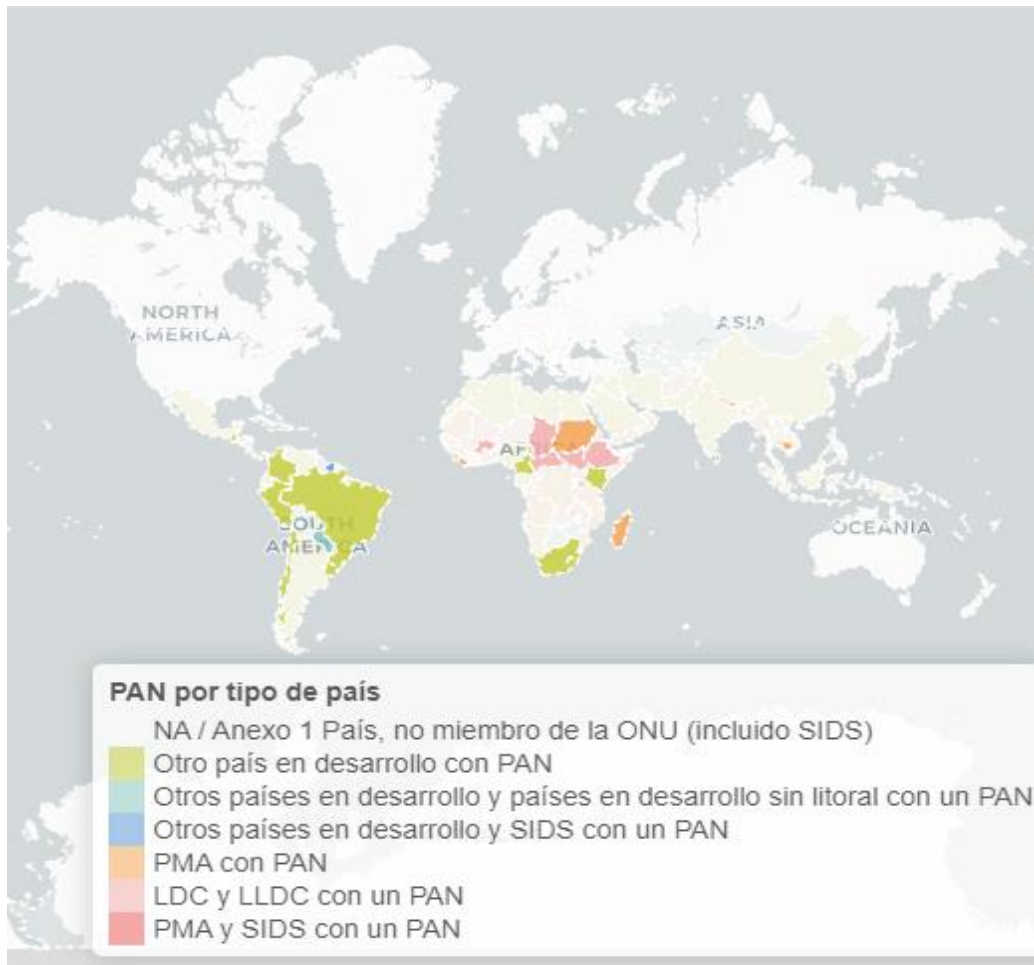 NORTH
AMERICA
ASIA
AFRICA
SOUTH
AMERICA
OCEANIA
PAN por tipo de país
NA / Anexo 1 País, no miembro de la ONU (incluido SIDS)
Otro país en desarrollo con PAN
Otros países en desarrollo y países en desarrollo sin litoral con un PAN
Otros países en desarrollo y SIDS con un PAN
PMA con PAN
LDC y LLDC con un PAN
PMA y SIDS con un PAN